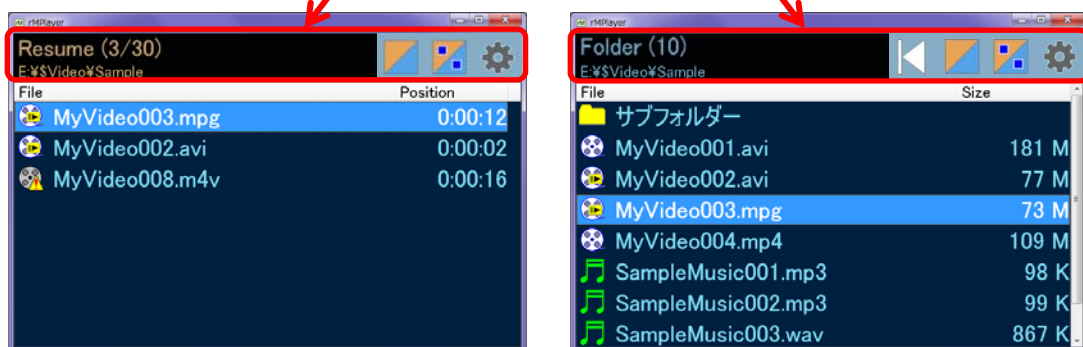 rMPlayer
Resume (3/30)
E:¥$Video¥Sample
File Position
MyVideo003.mpg 0:00:12
MyVideo002.avi 0:00:02
MyVideo008.m4v 0:00:16
rMPlayer
Folder (10)
E:¥$Video¥Sample
File Size
サブフォルダー
MyVideo001.avi 181 M
MyVideo002.avi 77 M
MyVideo003.mpg 73 M
MyVideo004.mp4 109 M
SampleMusic001.mp3 98 K
SampleMusic002.mp3 99 K
SampleMusic003.wav 867 K